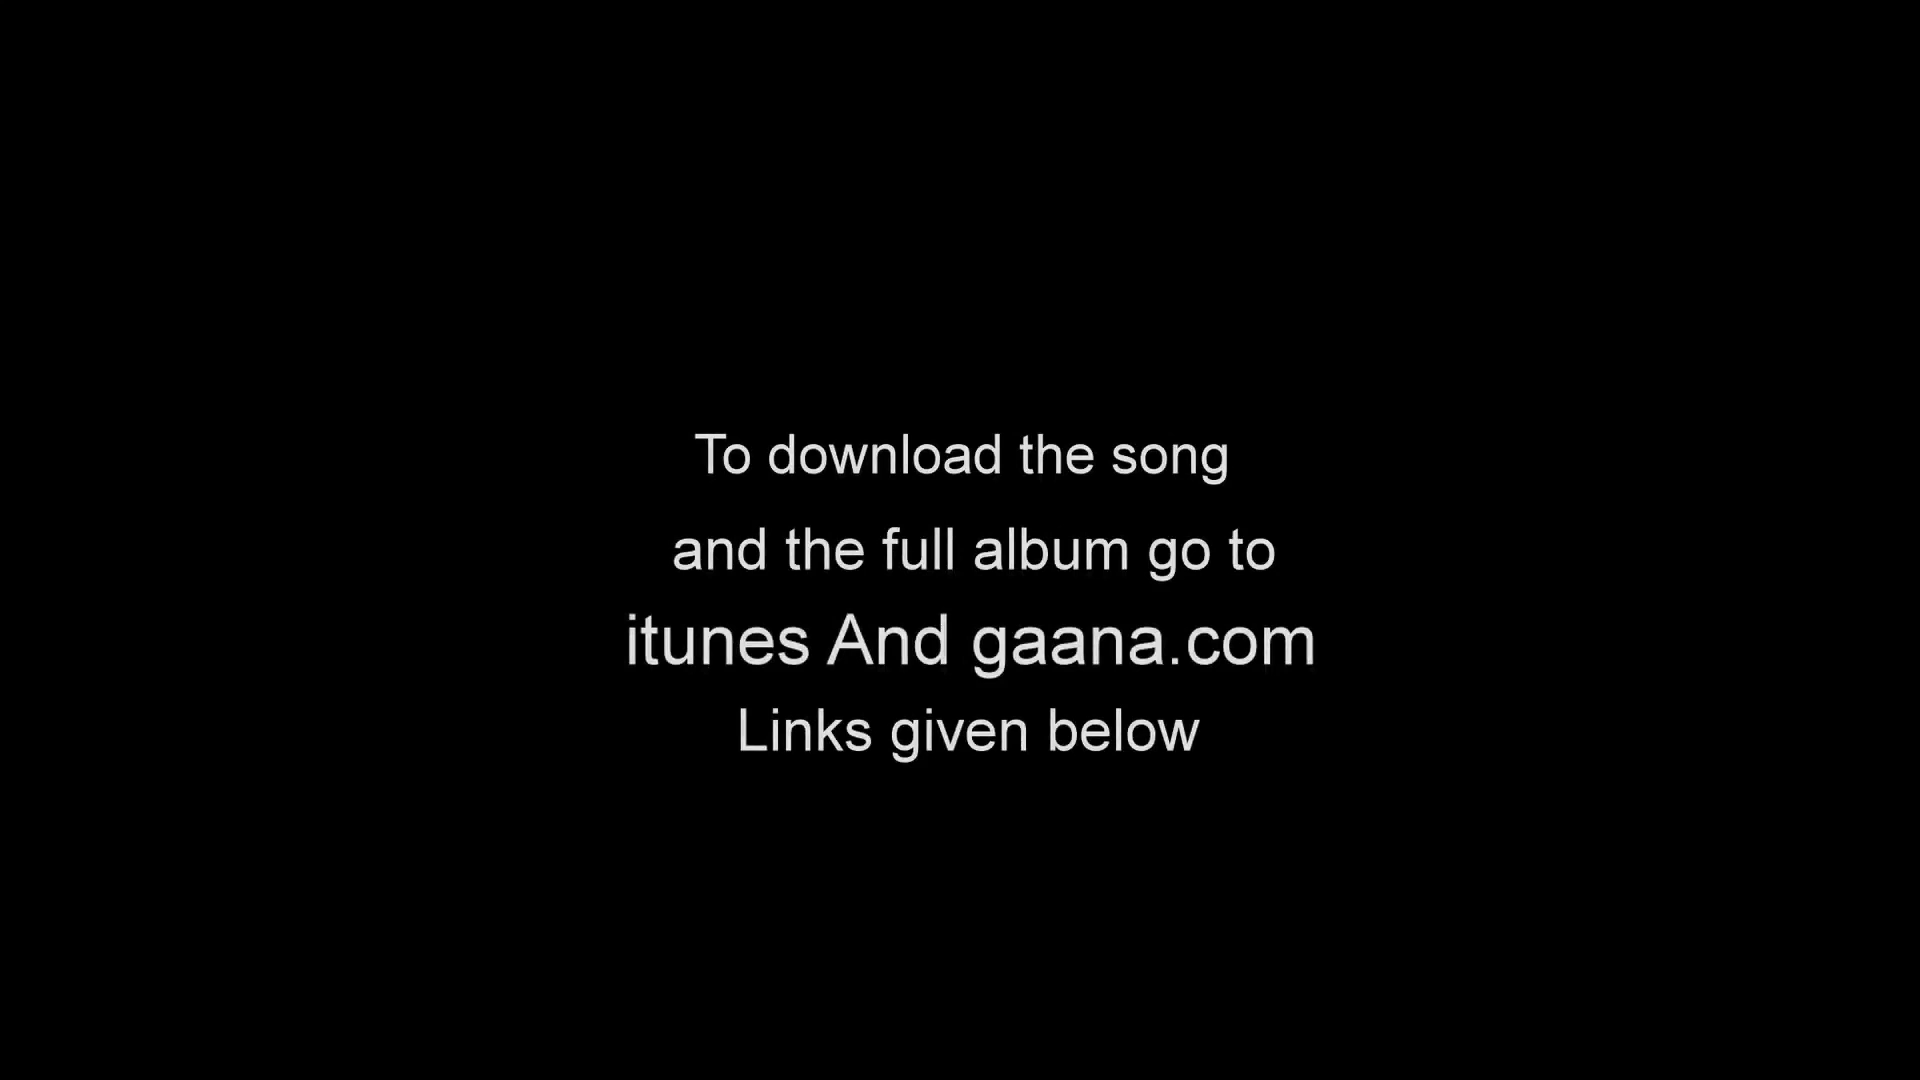 To download the song
and the full album go to
itunes And gaana.com
Links given below